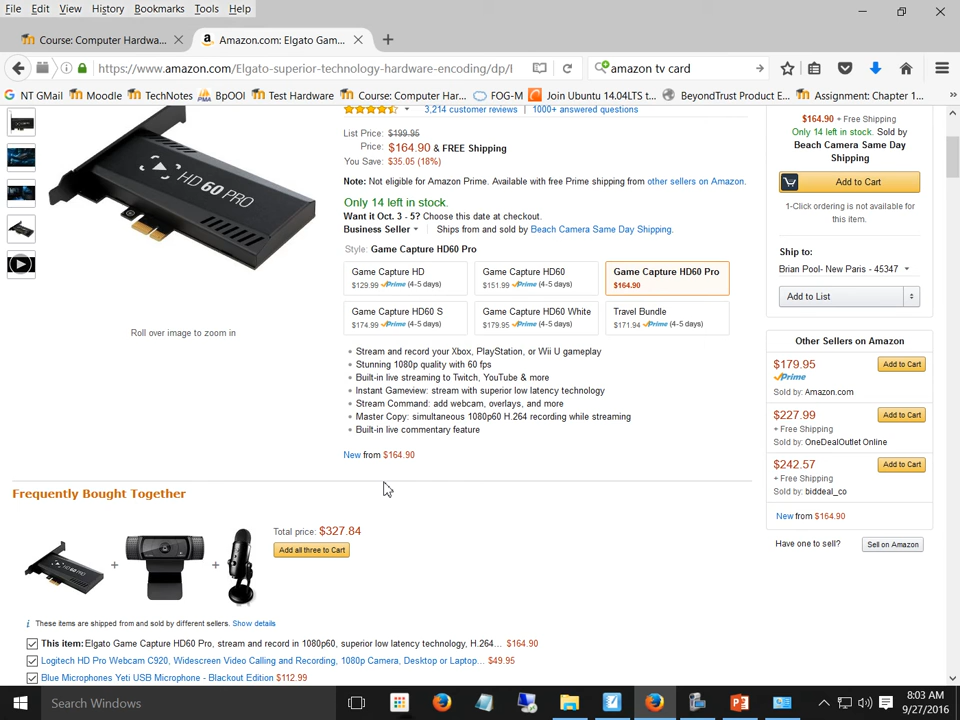 File Edit View History Bookmarks Tools Help
Course: Computer Hardwa...
Amazon.com: Elgato Gam...
https://www.amazon.com/Elgato-superior-technology-hardware-encoding/dp/l
amazon tv card
NT GMail
Moodle
TechNotes
BpOOl
Test Hardware
Course: Computer Har...
FOG-M
Join Ubuntu 14.04LTS t...
BeyondTrust Product E...
Assignment: Chapter 1...
3,214 customer reviews | 1000+ answered questions
List Price: $199.95
Price: $164.90 & FREE Shipping
You Save: $35.05 (18%)
Note: Not eligible for Amazon Prime. Available with free Prime shipping from other sellers on Amazon.
Only 14 left in stock.
Want it Oct. 3 - 5? Choose this date at checkout.
Business Seller
Ships from and sold by Beach Camera Same Day Shipping.
Style: Game Capture HD60 Pro
Game Capture HD
$129.99 Prime (4-5 days)
Game Capture HD60
$151.99 Prime (4-5 days)
Game Capture HD60 Pro
$164.90
Game Capture HD60 S
$174.99 Prime (4-5 days)
Game Capture HD60 White
$179.95 Prime (4-5 days)
Travel Bundle
$171.94 Prime (4-5 days)
Stream and record your Xbox, PlayStation, or Wii U gameplay
Stunning 1080p quality with 60 fps
Built-in live streaming to Twitch, YouTube & more
Instant Gameview: stream with superior low latency technology
Stream Command: add webcam, overlays, and more
Master Copy: simultaneous 1080p60 H.264 recording while streaming
Built-in live commentary feature
New from $164.90
HD 60 PRO
Roll over image to zoom in
$164.90 + Free Shipping
Only 14 left in stock. Sold by
Beach Camera Same Day
Shipping
Add to Cart
1-Click ordering is not available for
this item.
Ship to:
Brian Pool- New Paris - 45347
Add to List
Other Sellers on Amazon
$179.95
Add to Cart
Prime
Sold by: Amazon.com
$227.99
Add to Cart
+ Free Shipping
Sold by: OneDealOutlet Online
$242.57
Add to Cart
+ Free Shipping
Sold by: biddeal_co
New from $164.90
Have one to sell?
Sell on Amazon
Frequently Bought Together
Total price: $327.84
Add all three to Cart
These items are shipped from and sold by different sellers. Show details
This item: Elgato Game Capture HD60 Pro, stream and record in 1080p60, superior low latency technology, H.264... $164.90
Logitech HD Pro Webcam C920, Widescreen Video Calling and Recording, 1080p Camera, Desktop or Laptop... $49.95
Blue Microphones Yeti USB Microphone - Blackout Edition $112.99
Search Windows
8:03 AM
9/27/2016